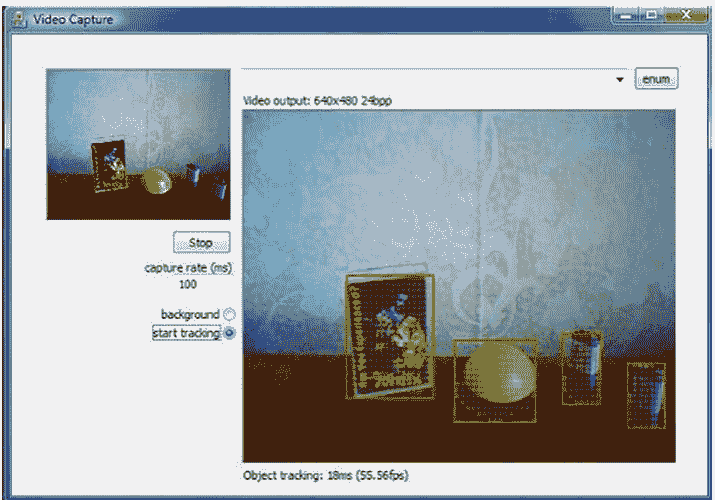 Video Capture
enum
Video output: 640x480 24bpp
Stop
capture rate (ms)
100
background
start tracking
Object tracking: 18ms (55.56fps)